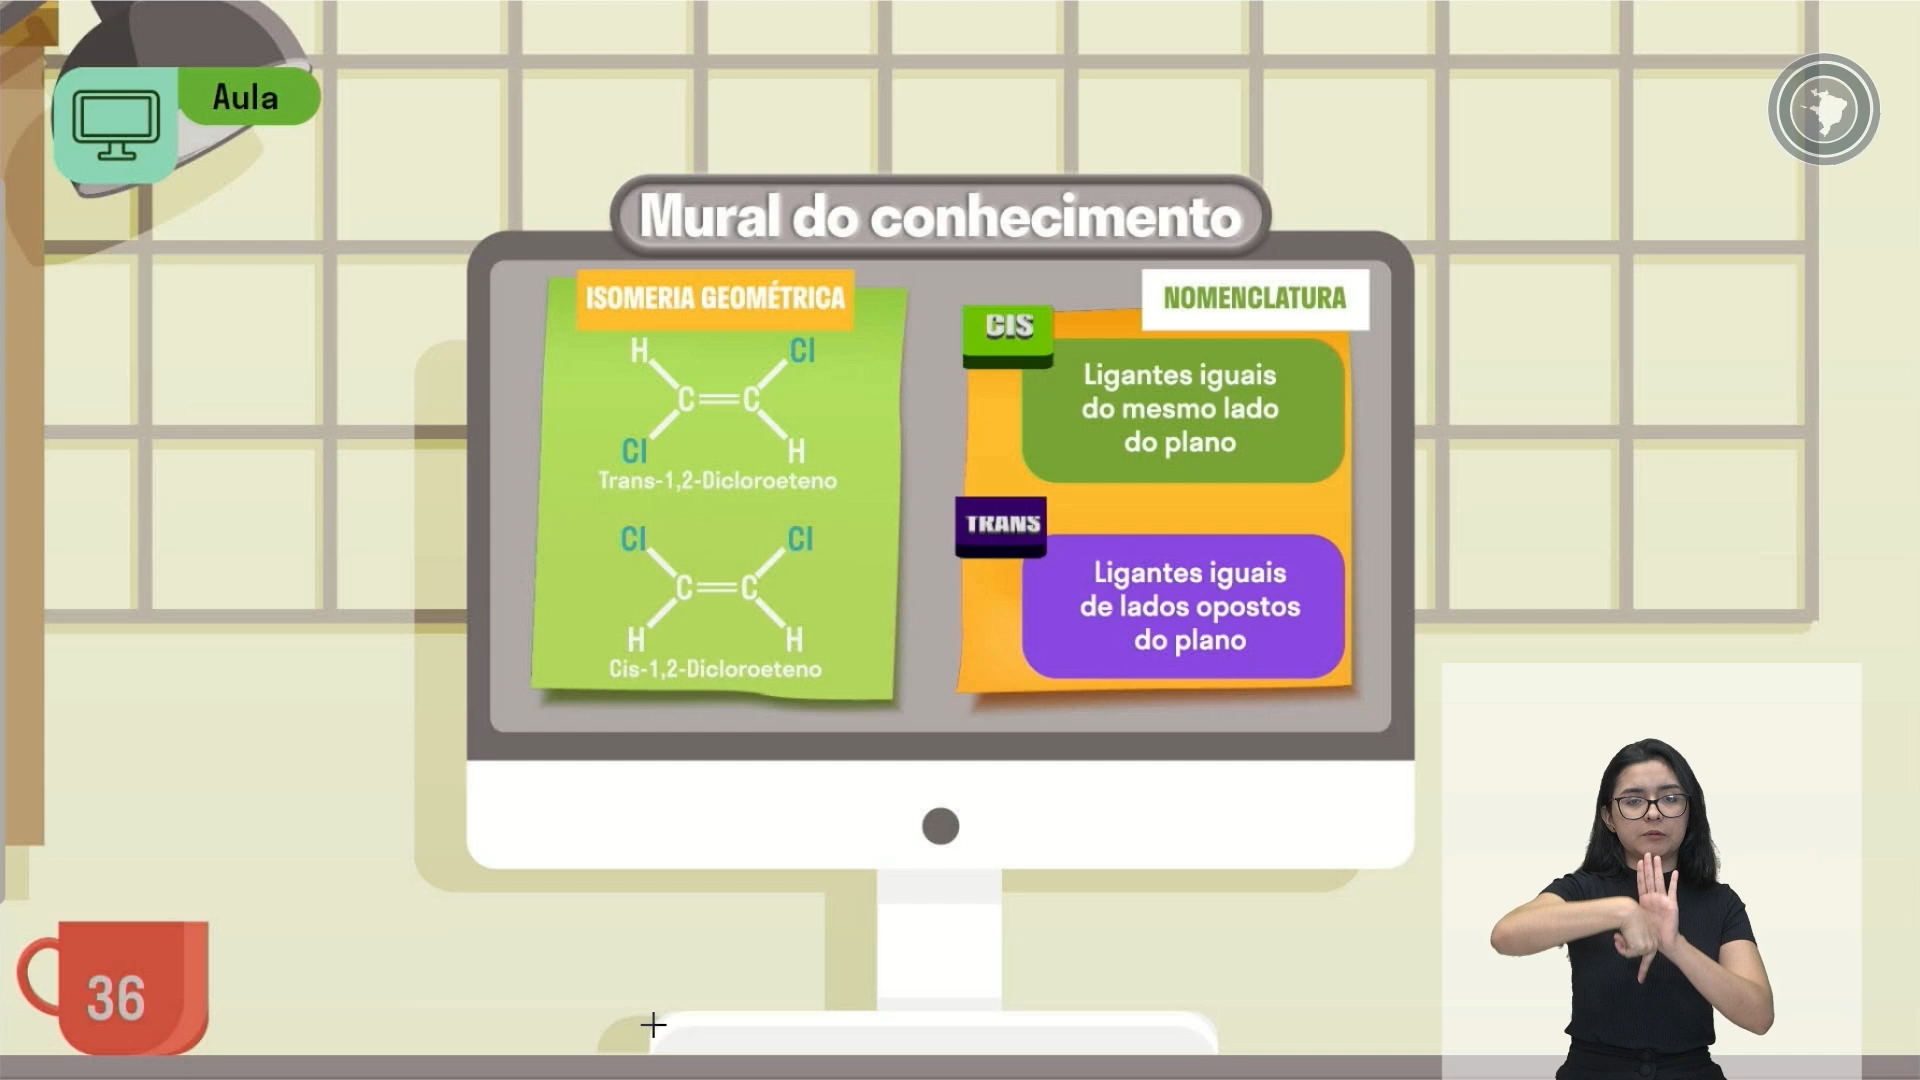 Aula
Mural do conhecimento
ISOMERIA GEOMÉTRICA
H Cl
C=C
Cl H
Trans-1,2-Dicloroeteno
Cl Cl
C=C
H H
Cis-1,2-Dicloroeteno
NOMENCLATURA
CIS
Ligantes iguais
do mesmo lado
do plano
TRANS
Ligantes iguais
de lados opostos
do plano
36